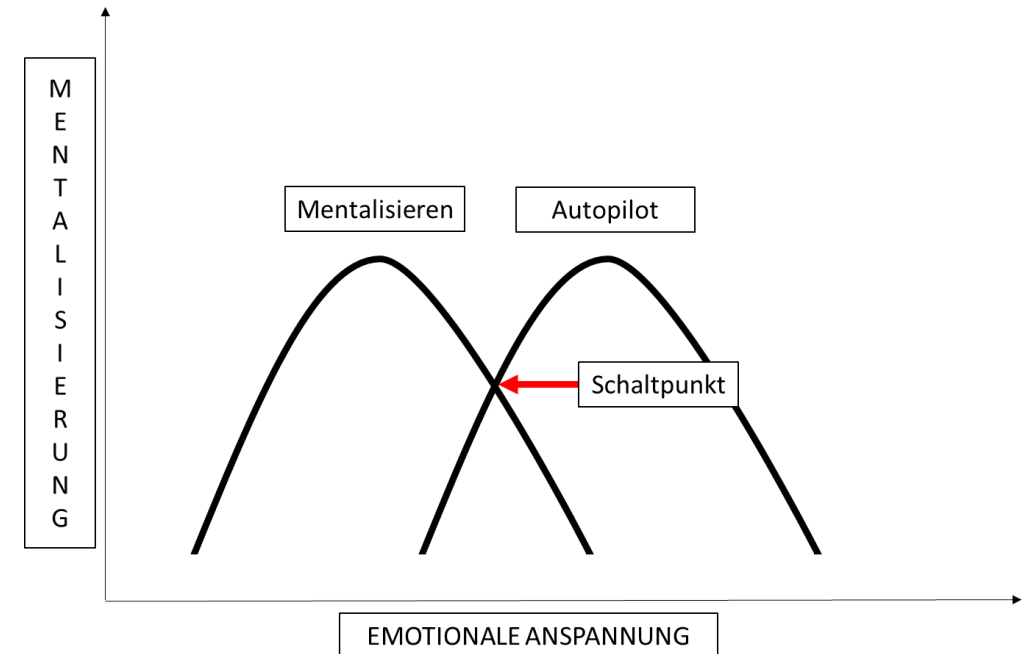 MENTALISIERUNG
Mentalisieren
Autopilot
Schaltpunkt
EMOTIONALE ANSPANNUNG